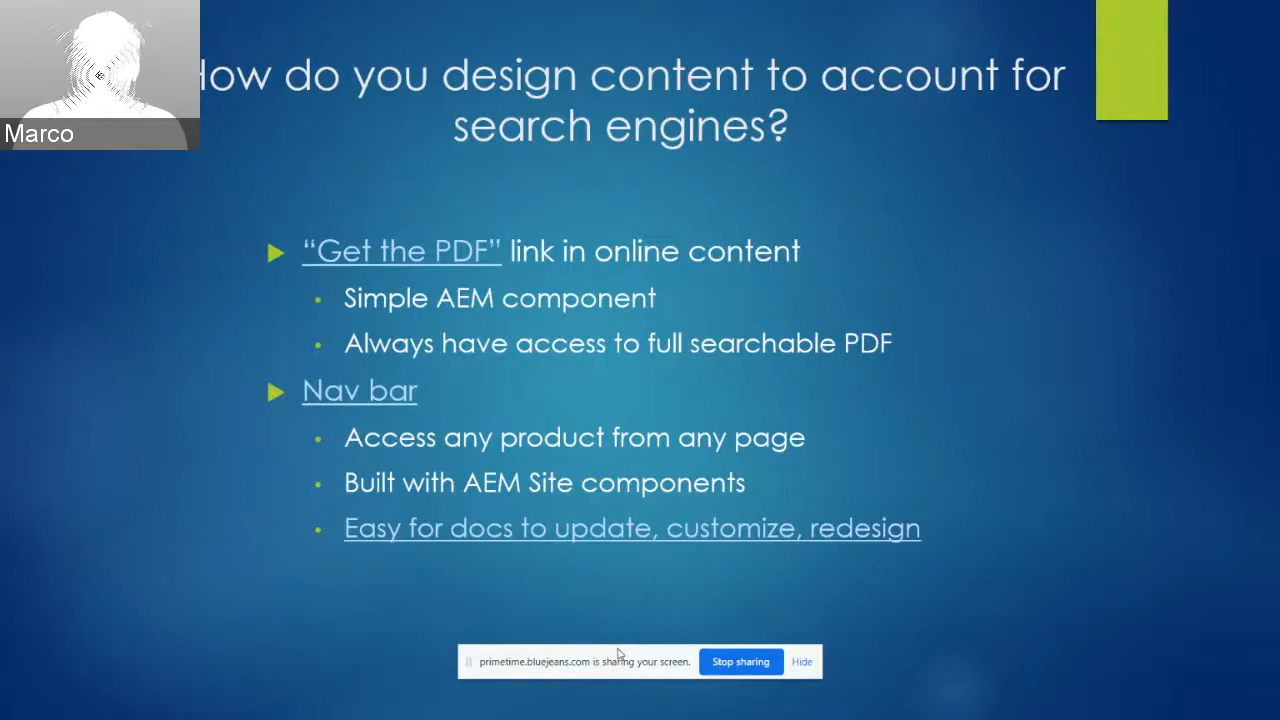 How do you design content to account for
search engines?
Marco
“Get the PDF” link in online content
Simple AEM component
Always have access to full searchable PDF
Nav bar
Access any product from any page
Built with AEM Site components
Easy for docs to update, customize, redesign
primetime.bluejeans.com is sharing your screen. Stop sharing Hide